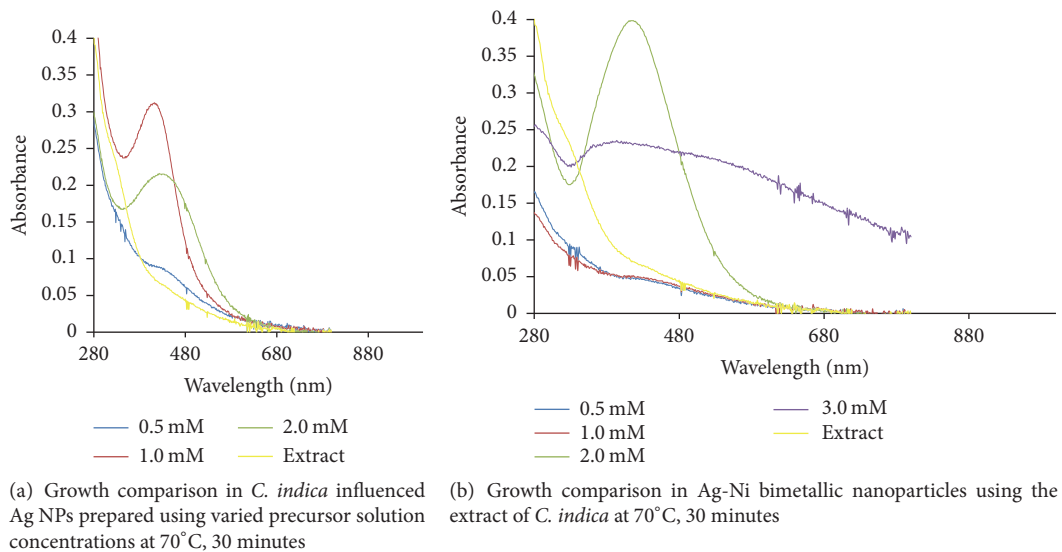 0.4
0.35
0.3
0.25
0.2
0.15
0.1
0.05
0
Absorbance
280
480
680
880
Wavelength (nm)
0.5 mM
2.0 mM
1.0 mM
Extract
(a) Growth comparison in C. indica influenced
Ag NPs prepared using varied precursor solution
concentrations at 70°C, 30 minutes
0.4
0.35
0.3
0.25
0.2
0.15
0.1
0.05
0
Absorbance
280
480
680
880
Wavelength (nm)
0.5 mM
3.0 mM
1.0 mM
Extract
2.0 mM
(b) Growth comparison in Ag-Ni bimetallic nanoparticles using the
extract of C. indica at 70°C, 30 minutes